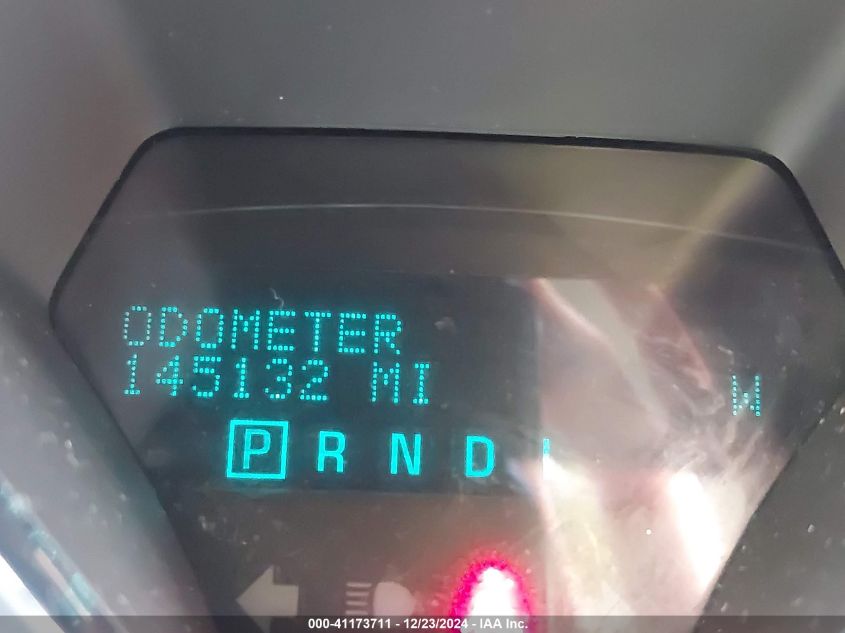 ODOMETER
145132 MI
W
P R N D
000-41173711 - 12/23/2024 - IAA Inc.